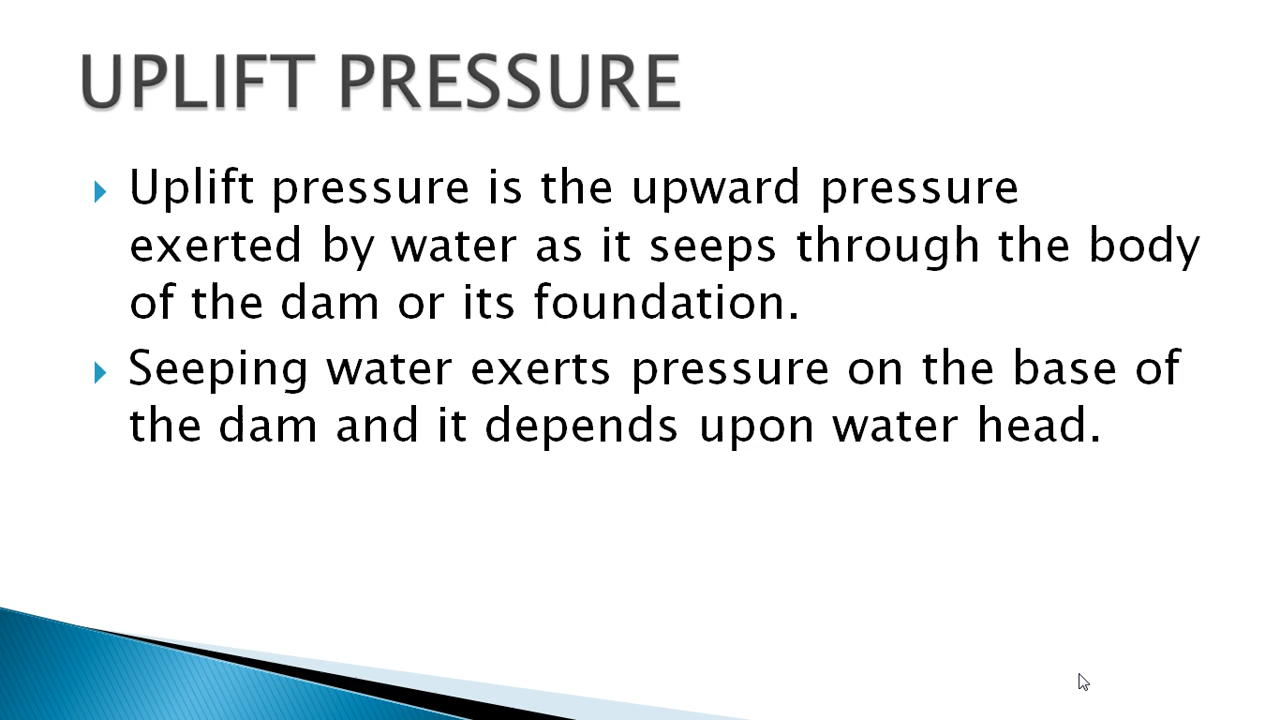 UPLIFT PRESSURE
Uplift pressure is the upward pressure
exerted by water as it seeps through the body
of the dam or its foundation.
Seeping water exerts pressure on the base of
the dam and it depends upon water head.